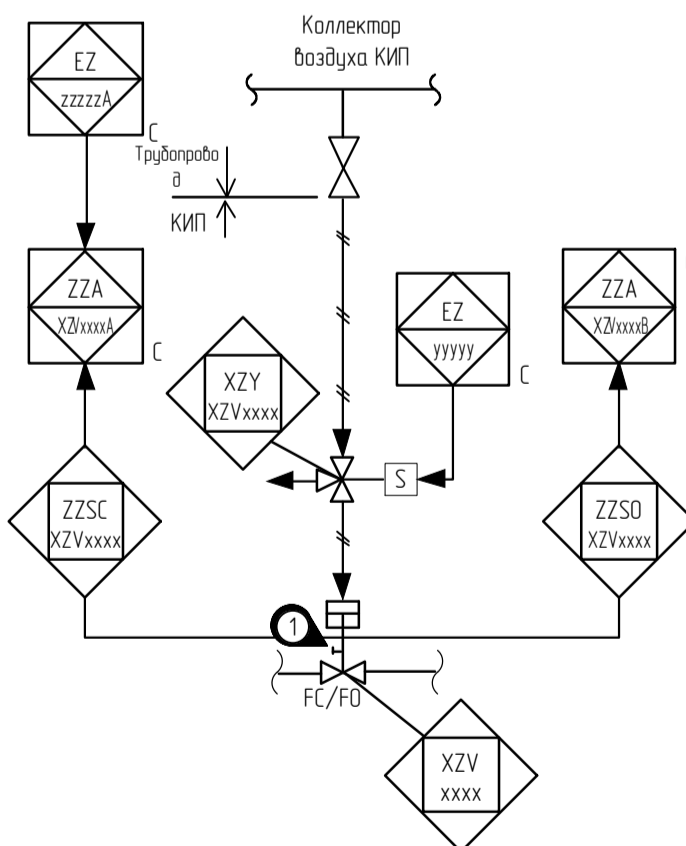 Коллектор
воздуха КИП
EZ
zzzzzA
C
Трубопрово
д
КИП
ZZA
XZVxxxxA
C
EZ
yyyyy
C
ZZA
XZVxxxxB
XZY
XZVxxxx
S
ZZSC
XZVxxxx
ZZSO
XZVxxxx
1
FC/FO
XZV
xxxx